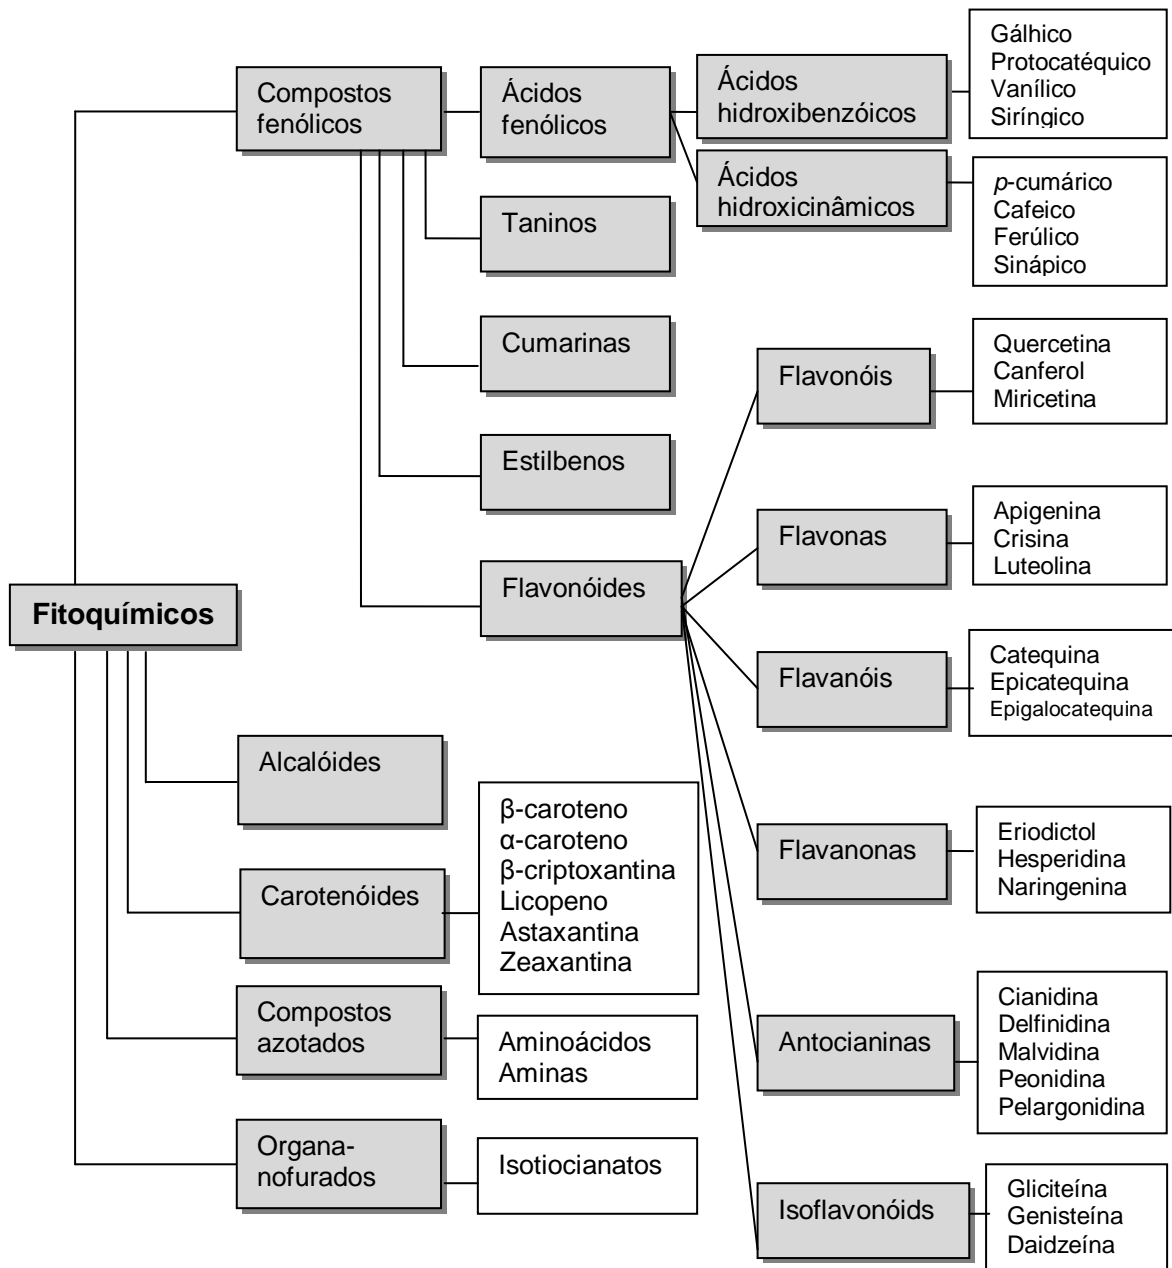 Fitoquímicos
Compostos
fenólicos
Ácidos
fenólicos
Ácidos
hidroxibenzóicos
Gálhico
Protocatéquico
Vanílico
Siríngico
Ácidos
hidroxicinâmicos
p-cumárico
Cafeico
Ferúlico
Sinápico
Taninos
Cumarinas
Estilbenos
Flavonóides
Flavonóis
Quercetina
Canferol
Miricetina
Flavonas
Apigenina
Crisina
Luteolina
Flavanóis
Catequina
Epicatequina
Epigalocatequina
Flavanonas
Eriodictol
Hesperidina
Naringenina
Antocianinas
Cianidina
Delfinidina
Malvidina
Peonidina
Pelargonidina
Isoflavonóids
Gliciteína
Genisteína
Daidzeína
Alcalóides
Carotenóides
β-caroteno
α-caroteno
β-criptoxantina
Licopeno
Astaxantina
Zeaxantina
Compostos
azotados
Aminoácidos
Aminas
Organa-
nofurados
Isotiocianatos